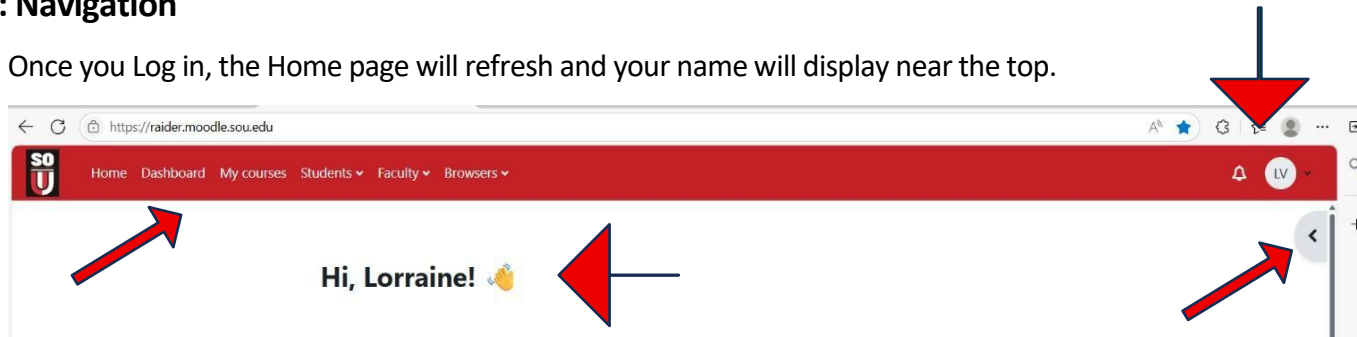 : Navigation
Once you Log in, the Home page will refresh and your name will display near the top.
https://raider.moodle.sou.edu
SO
U
Home Dashboard My courses Students Faculty Browsers
LV
Hi, Lorraine! 👋